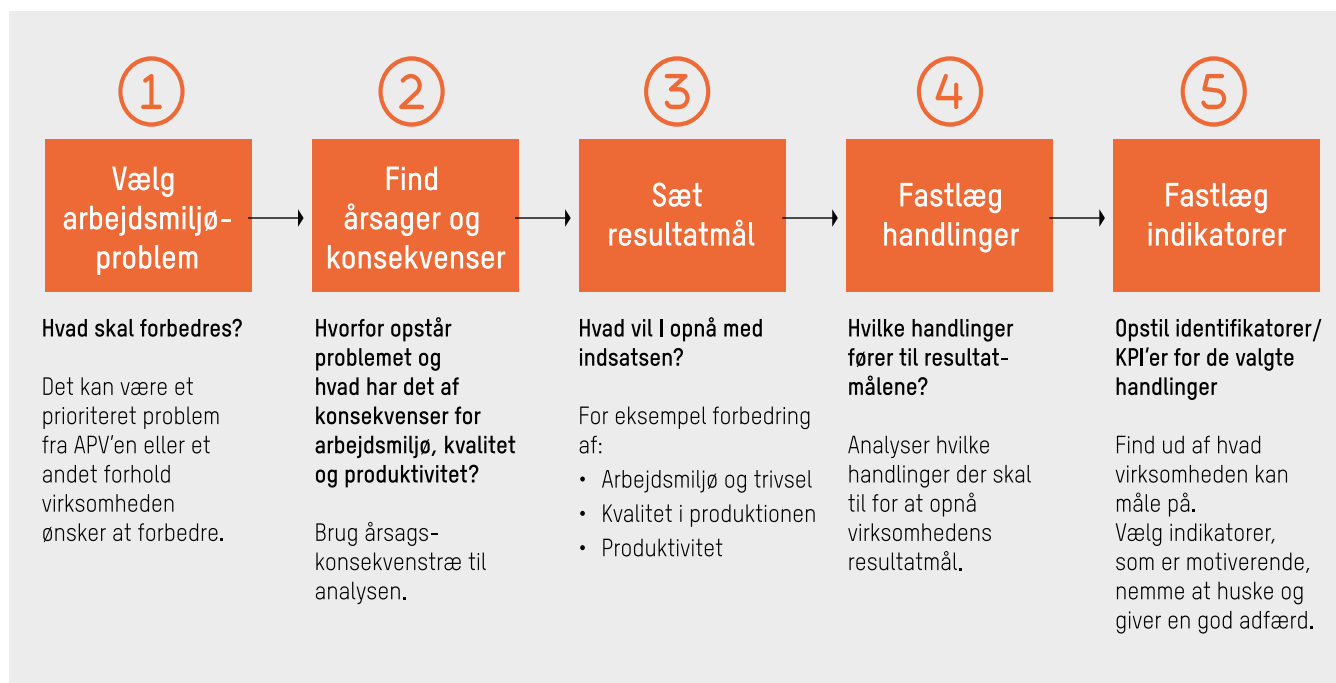 1
Vælg
arbejdsmiljø-
problem
Hvad skal forbedres?
Det kan være et
prioriteret problem
fra APV'en eller et
andet forhold
virksomheden
ønsker at forbedre.
2
Find
årsager og
konsekvenser
Hvorfor opstår
problemet og
hvad har det af
konsekvenser for
arbejdsmiljø, kvalitet
og produktivitet?
Brug årsags-
konsekvenstræ til
analysen.
3
Sæt
resultatmål
Hvad vil I opnå med
indsatsen?
For eksempel forbedring
af:
• Arbejdsmiljø og trivsel
• Kvalitet i produktionen
• Produktivitet
4
Fastlæg
handlinger
Hvilke handlinger
fører til resultat-
målene?
Analyser hvilke
handlinger der skal
til for at opnå
virksomhedens
resultatmål.
5
Fastlæg
indikatorer
Opstil identifikatorer/
KPI'er for de valgte
handlinger
Find ud af hvad
virksomheden kan
måle på.
Vælg indikatorer,
som er motiverende,
nemme at huske og
giver en god adfærd.